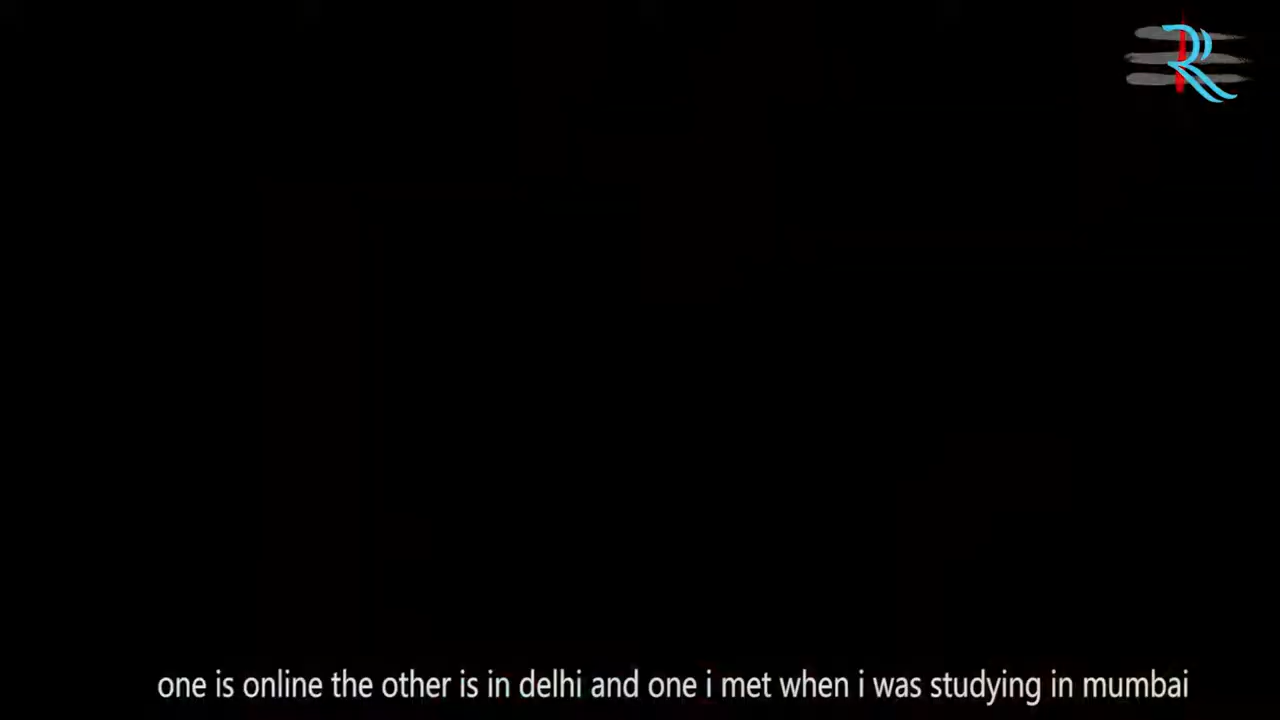 R
one is online the other is in delhi and one i met when i was studying in mumbai